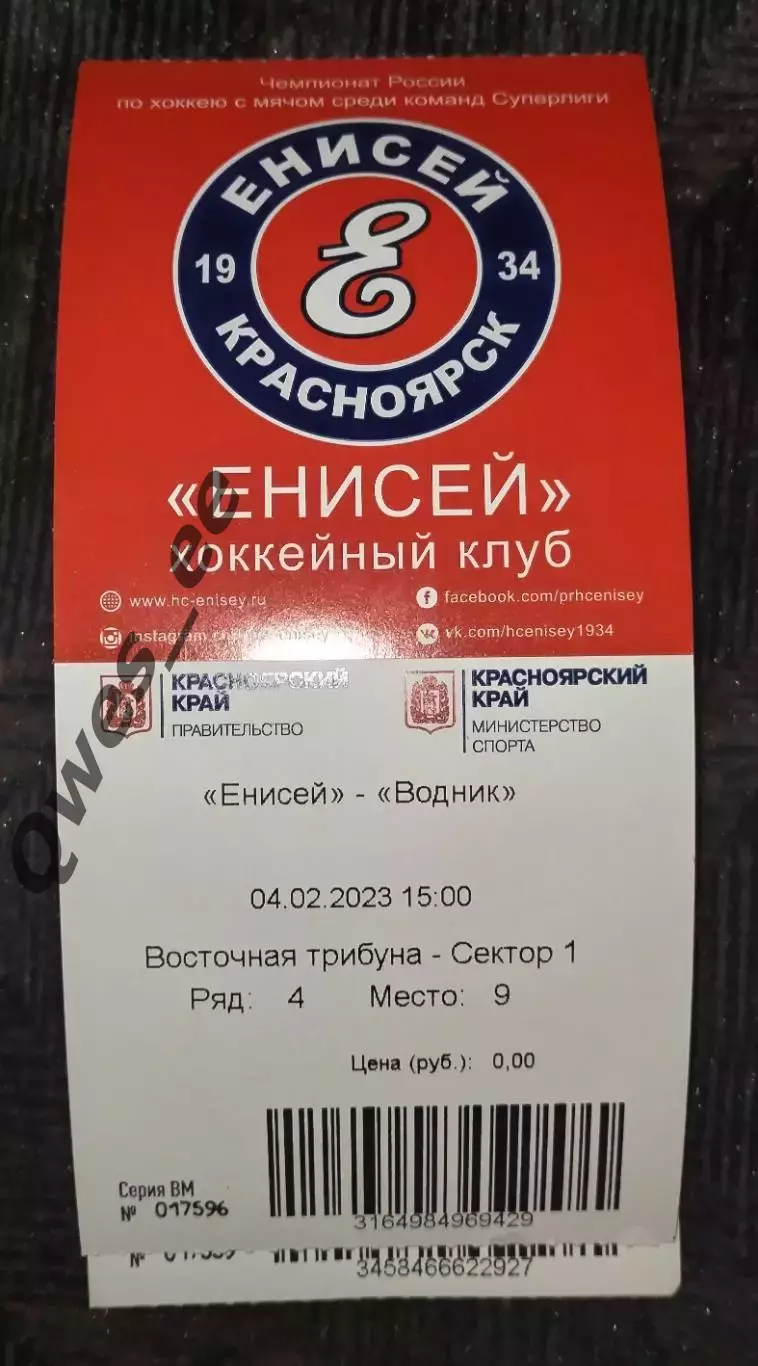 Чемпионат России
по хоккею с мячом среди команд Суперлиги
ЕНИСЕЙ
19 34
КРАСНОЯРСК
«ЕНИСЕЙ»
хоккейный клуб
www.hc-enisey.ru
facebook.com/prhcenisey
vk.com/hcenisey1934
КРАСНОЯРСКИЙ
КРАЙ
ПРАВИТЕЛЬСТВО
КРАСНОЯРСКИЙ
КРАЙ
МИНИСТЕРСТВО
СПОРТА
«Енисей» - «Водник»
04.02.2023 15:00
Восточная трибуна - Сектор 1
Ряд: 4 Место: 9
Цена (руб.): 0,00
Серия ВМ
№ 017596
3164984969429
№
3458466622927
Qwes_ee